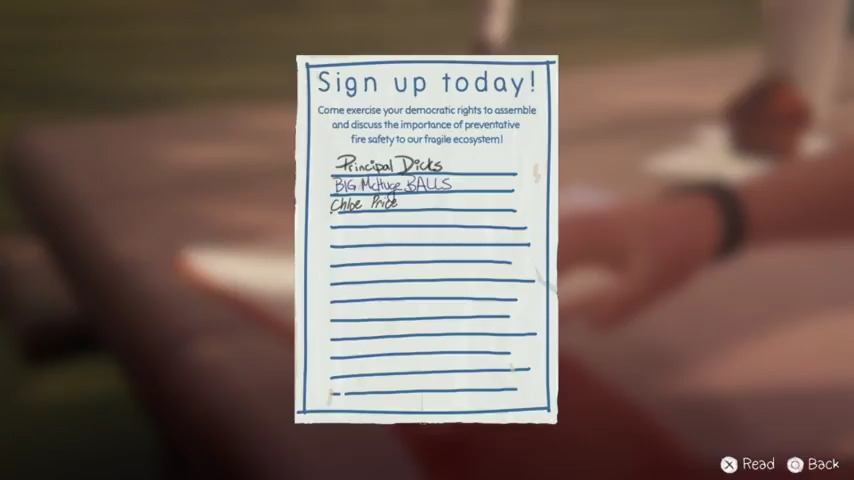 Sign up today!
Come exercise your democratic rights to assemble
and discuss the importance of preventative
fire safety to our fragile ecosystem!
Principal Dicks
BIG McHuge BALLS
Chloe Price
Read Back